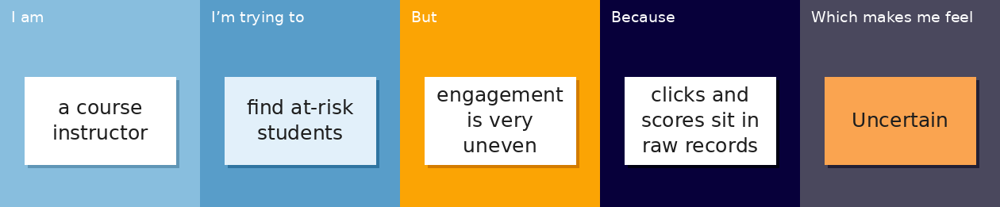 I am
I’m trying to
But
Because
Which makes me feel
a course
instructor
find at-risk
students
engagement
is very
uneven
clicks and
scores sit in
raw records
Uncertain